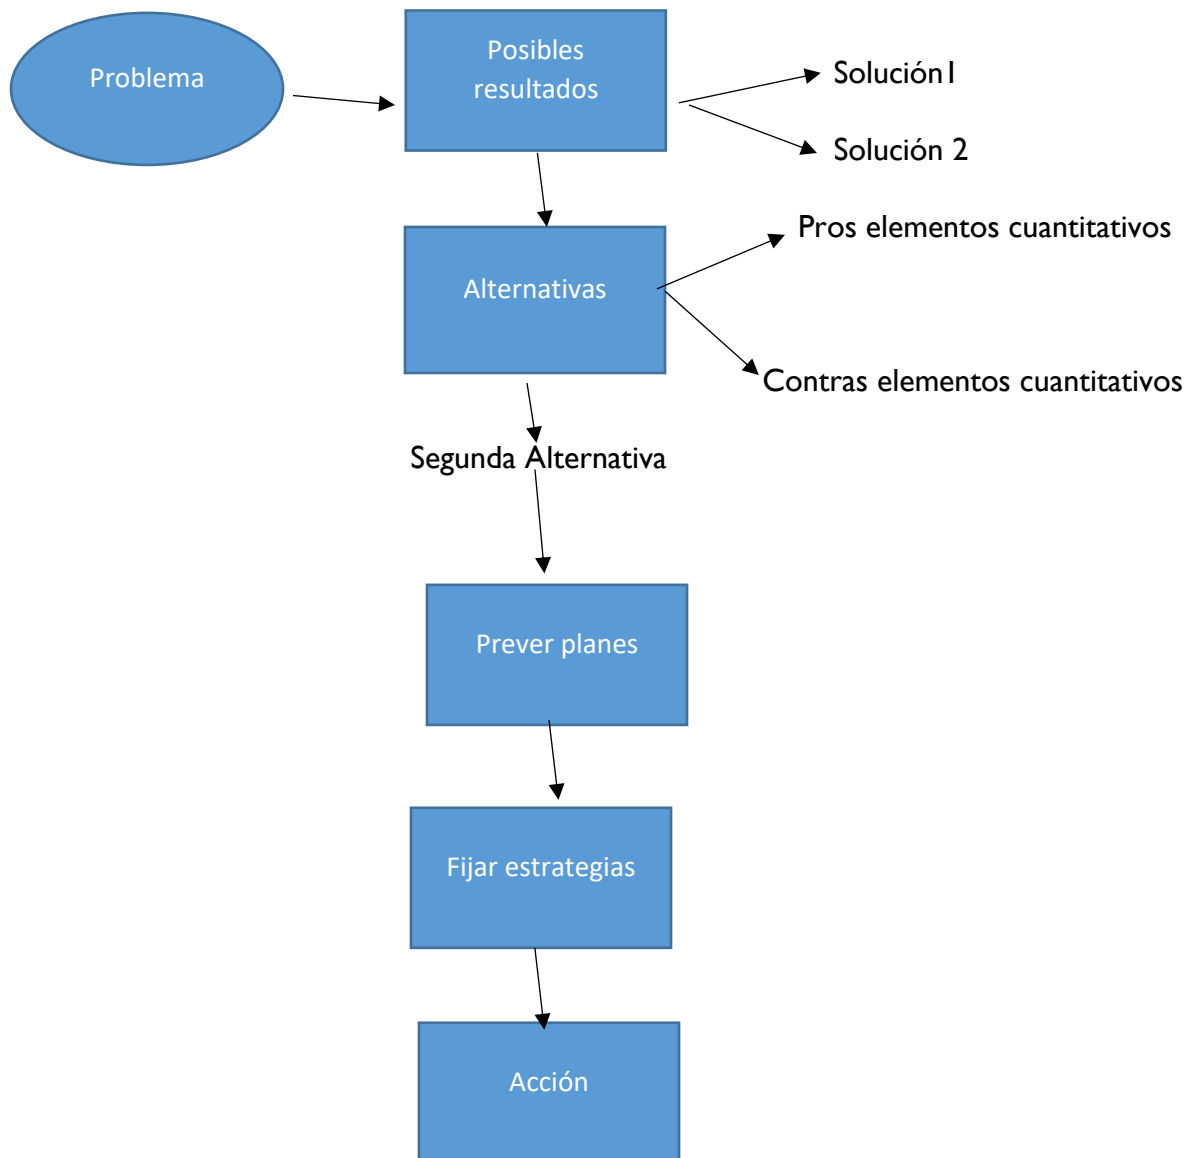 Problema
Posibles
resultados
Solución1
Solución 2
Pros elementos cuantitativos
Alternativas
Contras elementos cuantitativos
Segunda Alternativa
Prever planes
Fijar estrategias
Acción